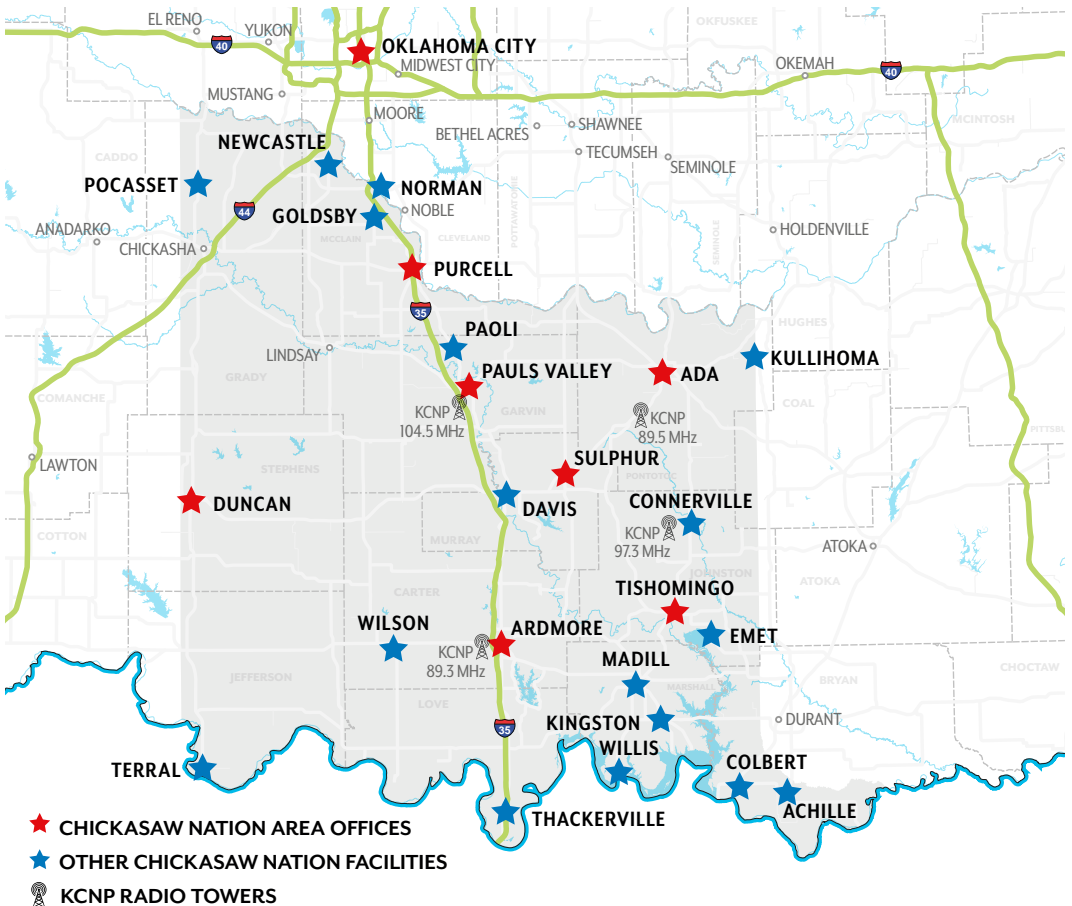 OKFUSKEE
EL RENO
YUKON
40
OKLAHOMA CITY
MIDWEST CITY
OKEMAH
40
MUSTANG
MOORE
BETHEL ACRES
SHAWNEE
MCINTOSH
NEWCASTLE
TECUMSEH
SEMINOLE
CADDO
POCASSET
NORMAN
POTTAWATOMIE
44
GOLDSBY
NOBLE
ANADARKO
CHICKASHA
MCCLAIN
CLEVELAND
SEMINOLE
HOLDENVILLE
PURCELL
35
HUGHES
PAOLI
LINDSAY
KULLIHOMA
PAULS VALLEY
ADA
GRADY
COMANCHE
KCNP
104.5 MHz
GARVIN
KCNP
89.5 MHz
COAL
LAWTON
STEPHENS
SULPHUR
PONTOTOC
DUNCAN
DAVIS
CONNERVILLE
COTTON
MURRAY
KCNP
97.3 MHz
ATOKA
JOHNSTON
ATOKA
CARTER
TISHOMINGO
WILSON
ARDMORE
EMET
KCNP
89.3 MHz
MADILL
CHOCTAW
JEFFERSON
MARSHALL
BRYAN
LOVE
KINGSTON
DURANT
35
WILLIS
TERRAL
COLBERT
THACKERVILLE
ACHILLE
CHICKASAW NATION AREA OFFICES
OTHER CHICKASAW NATION FACILITIES
KCNP RADIO TOWERS